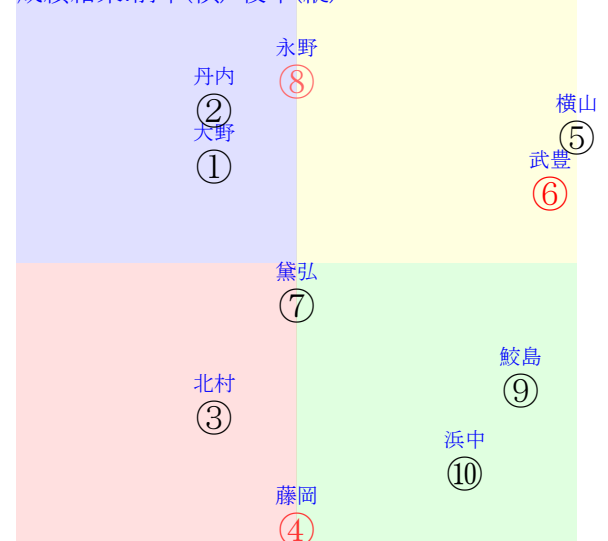 永野
⑧
丹内
②
横山
⑤
大野
①
武豊
⑥
黛弘
⑦
鮫島
⑨
北村
③
浜中
⑩
藤岡
④